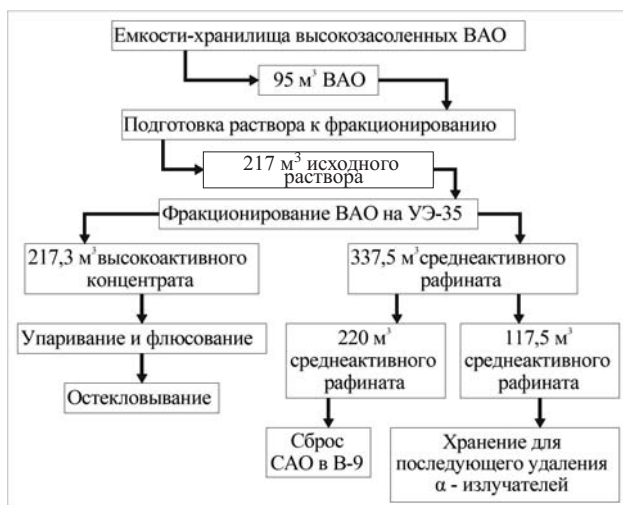 Емкости-хранилища высокозасоленных ВАО
95 м³ ВАО
Подготовка раствора к фракционированию
217 м³ исходного
раствора
Фракционирование ВАО на УЭ-35
217,3 м³ высокоактивного
концентрата
337,5 м³ среднеактивного
рафината
Упаривание и флюсование
220 м³
среднеактивного
рафината
117,5 м³
среднеактивного
рафината
Остекловывание
Сброс
САО в В-9
Хранение для
последующего удаления
α - излучателей